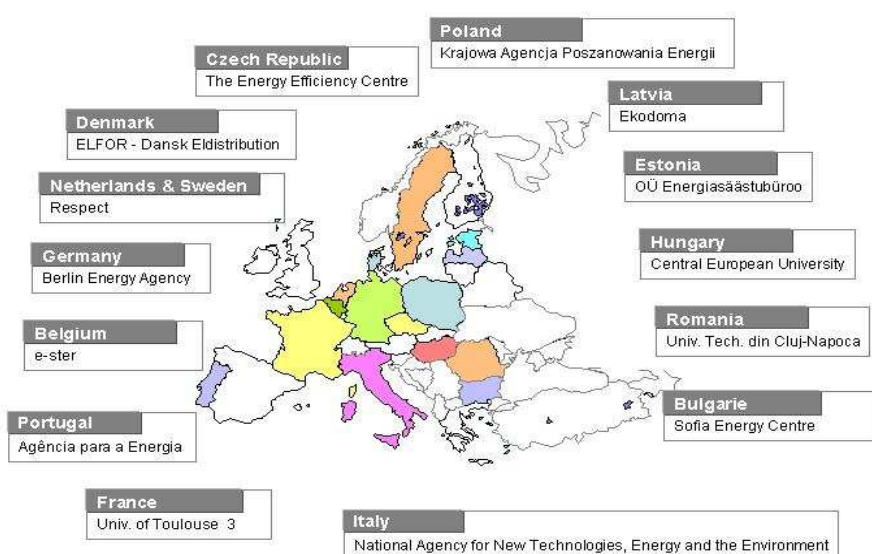 Poland
Krajowa Agencja Poszanowania Energii
Czech Republic
The Energy Efficiency Centre
Latvia
Ekodoma
Denmark
ELFOR - Dansk Eldistribution
Estonia
OÜ Energiasäästubüroo
Netherlands & Sweden
Respect
Hungary
Central European University
Germany
Berlin Energy Agency
Romania
Univ. Tech. din Cluj-Napoca
Belgium
e-ster
Bulgarie
Sofia Energy Centre
Portugal
Agência para a Energia
France
Univ. of Toulouse 3
Italy
National Agency for New Technologies, Energy and the Environment